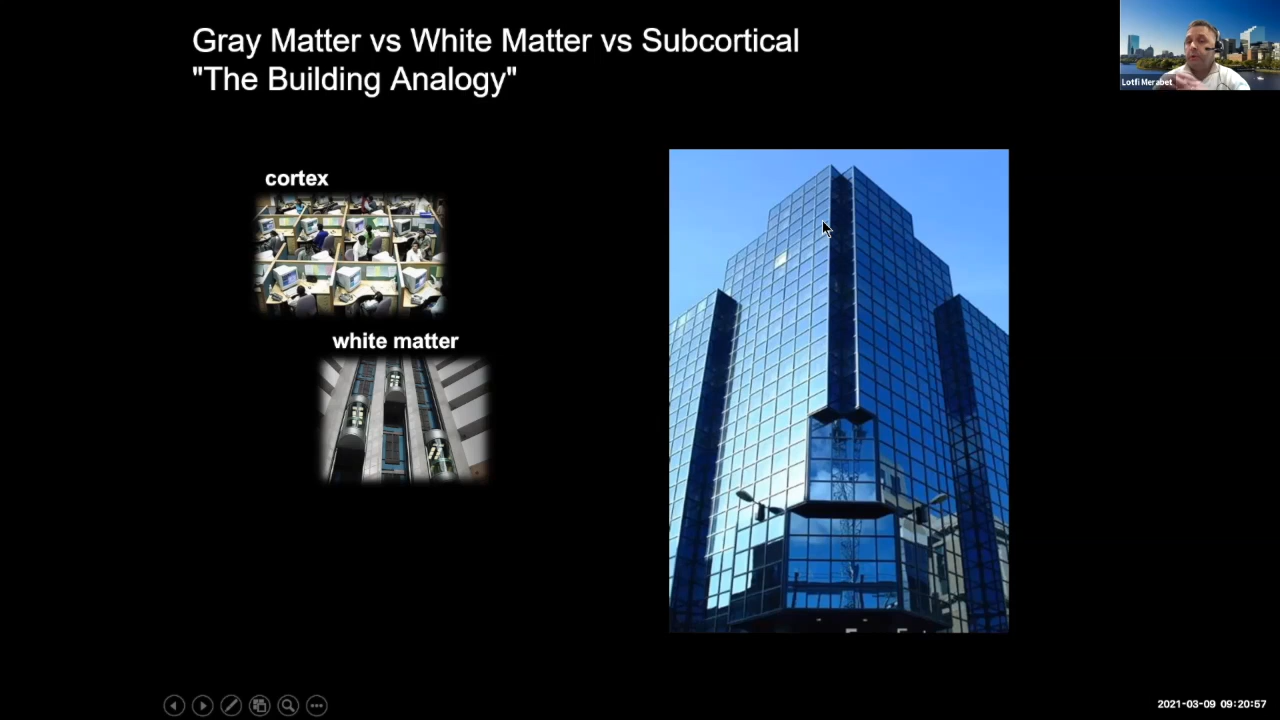 Gray Matter vs White Matter vs Subcortical
"The Building Analogy"
Lotfi Merabet
cortex
white matter
2021-03-09 09:20:57